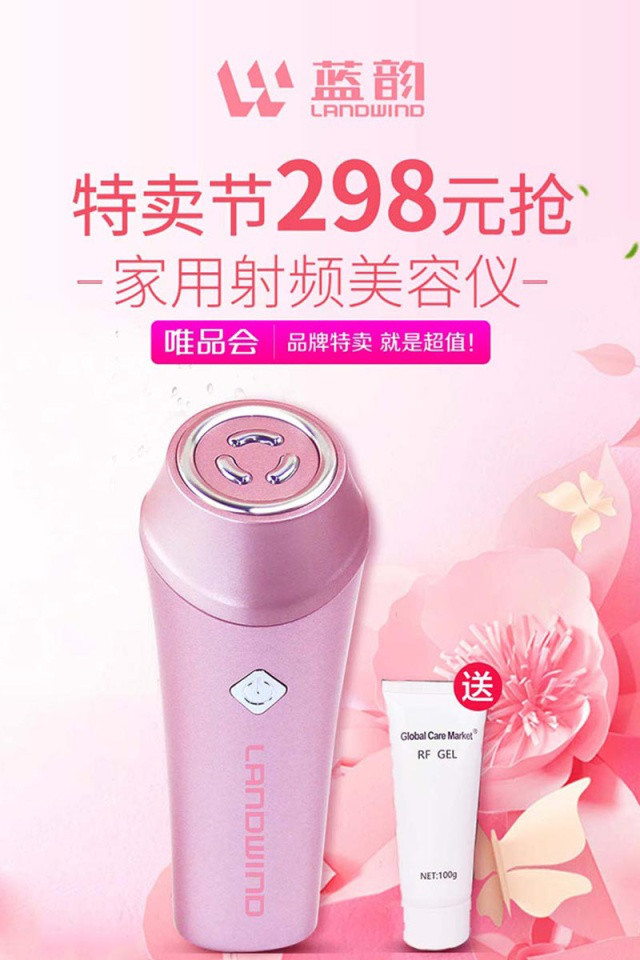 蓝韵
LANDWIND
特卖节298元抢
-家用射频美容仪-
唯品会 | 品牌特卖 就是超值!
送
Global Care Market®
RF GEL
NET:100g
LANDWIND